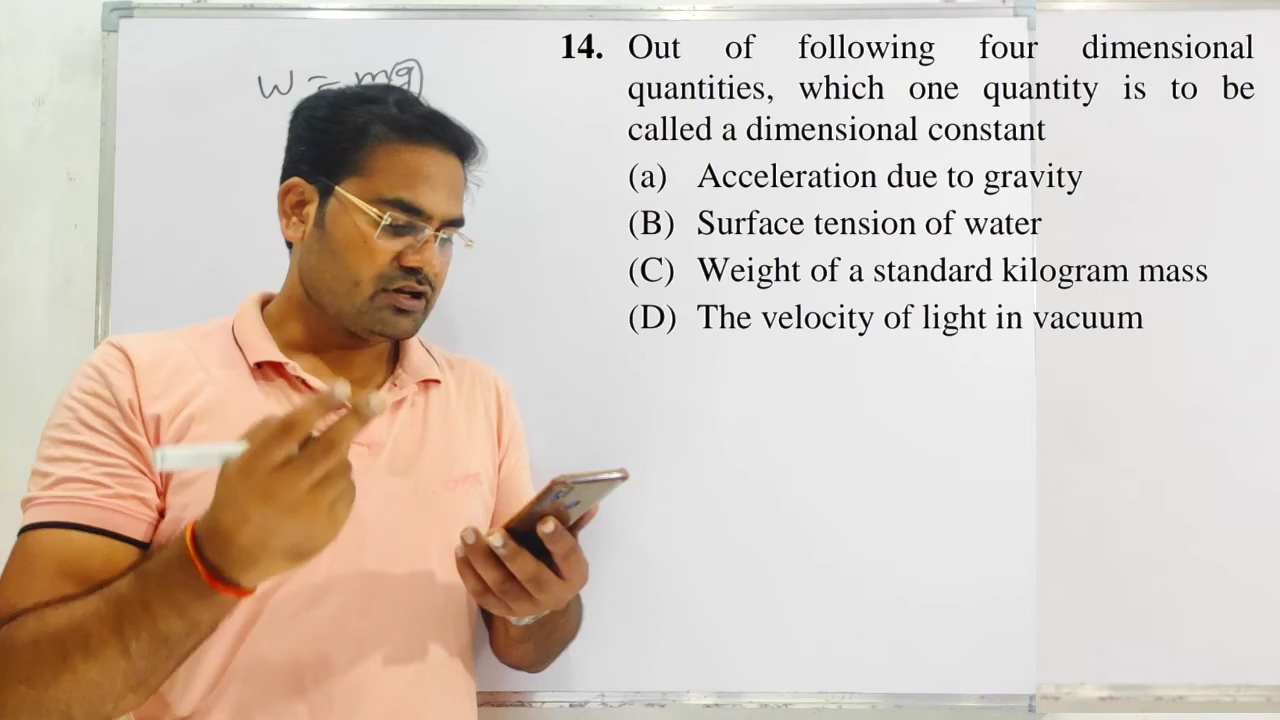 W = mg
14. Out of following four dimensional
quantities, which one quantity is to be
called a dimensional constant
(a) Acceleration due to gravity
(B) Surface tension of water
(C) Weight of a standard kilogram mass
(D) The velocity of light in vacuum